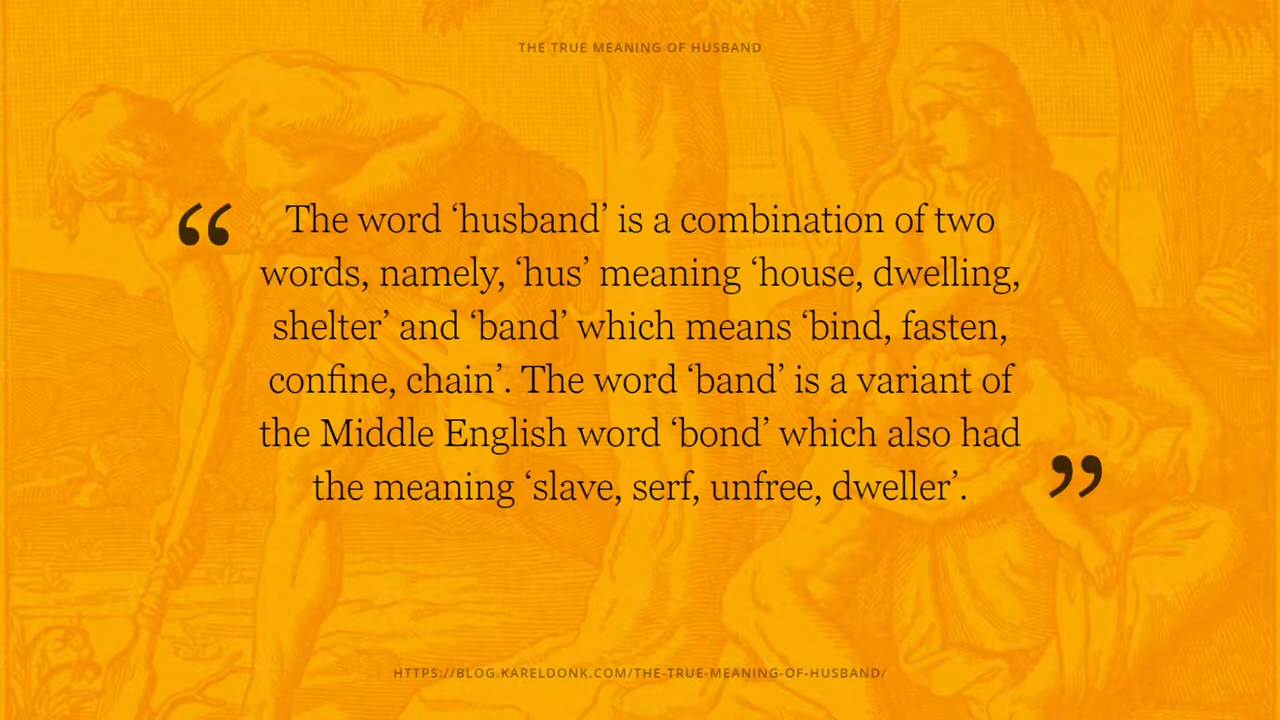 THE TRUE MEANING OF HUSBAND
“ The word ‘husband’ is a combination of two
words, namely, ‘hus’ meaning ‘house, dwelling,
shelter’ and ‘band’ which means ‘bind, fasten,
confine, chain’. The word ‘band’ is a variant of
the Middle English word ‘bond’ which also had
the meaning ‘slave, serf, unfree, dweller’. ”
HTTPS://BLOG.KARELDONK.COM/THE-TRUE-MEANING-OF-HUSBAND/